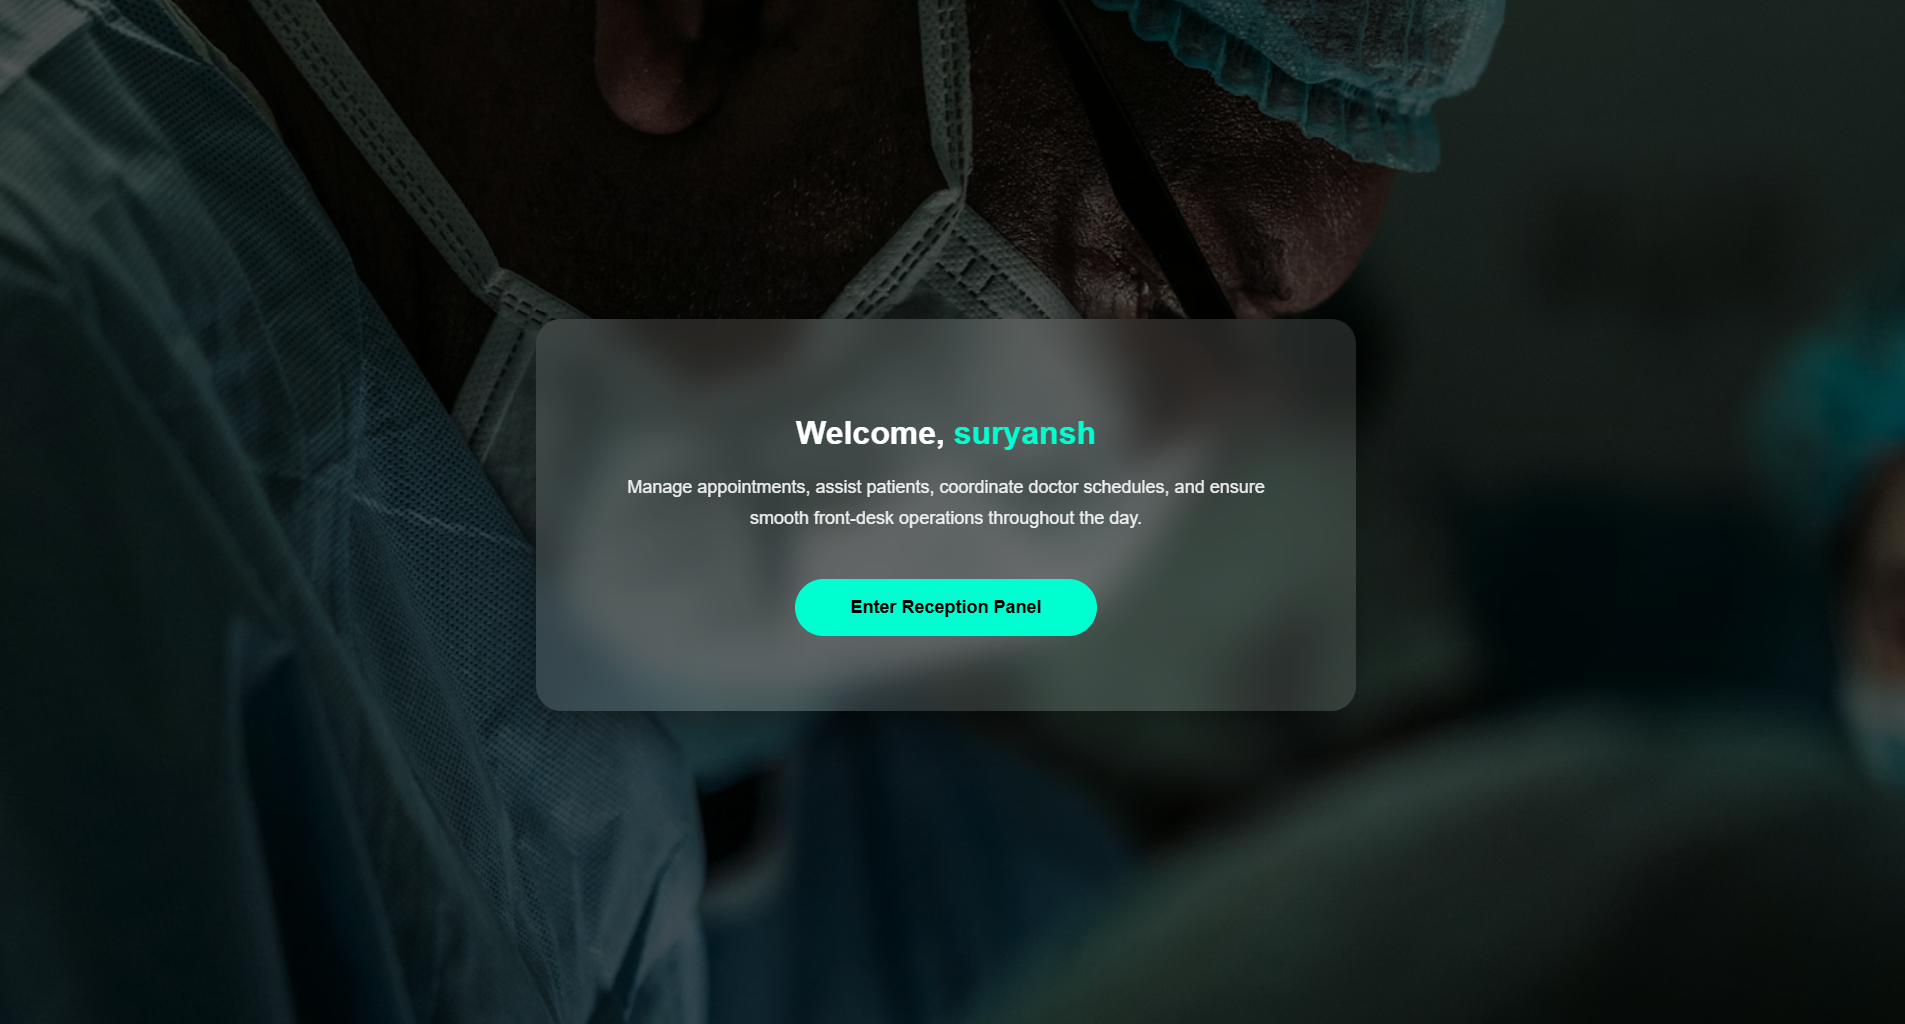 Welcome, suryansh
Manage appointments, assist patients, coordinate doctor schedules, and ensure
smooth front-desk operations throughout the day.
Enter Reception Panel